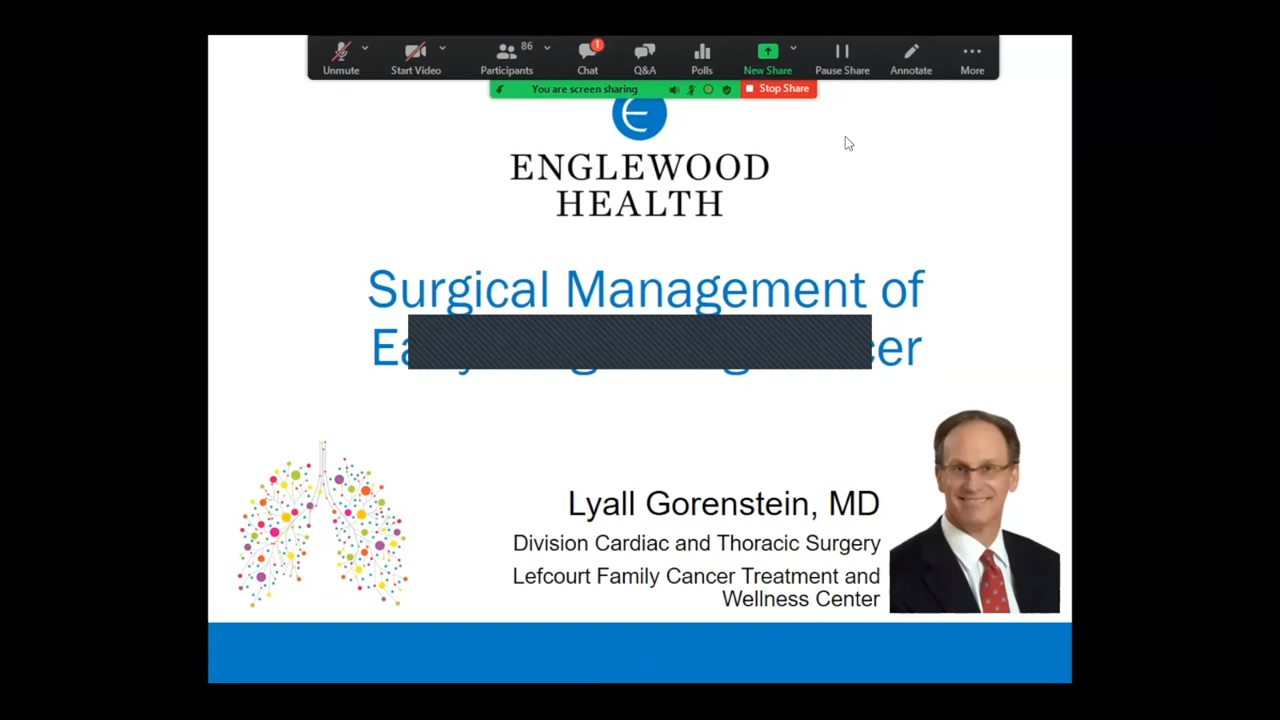 Unmute
Start Video
86
Participants
1
Chat
Q&A
Polls
New Share
Pause Share
Annotate
More
You are screen sharing
Stop Share
E
ENGLEWOOD
HEALTH
Surgical Management of
Lyall Gorenstein, MD
Division Cardiac and Thoracic Surgery
Lefcourt Family Cancer Treatment and
Wellness Center